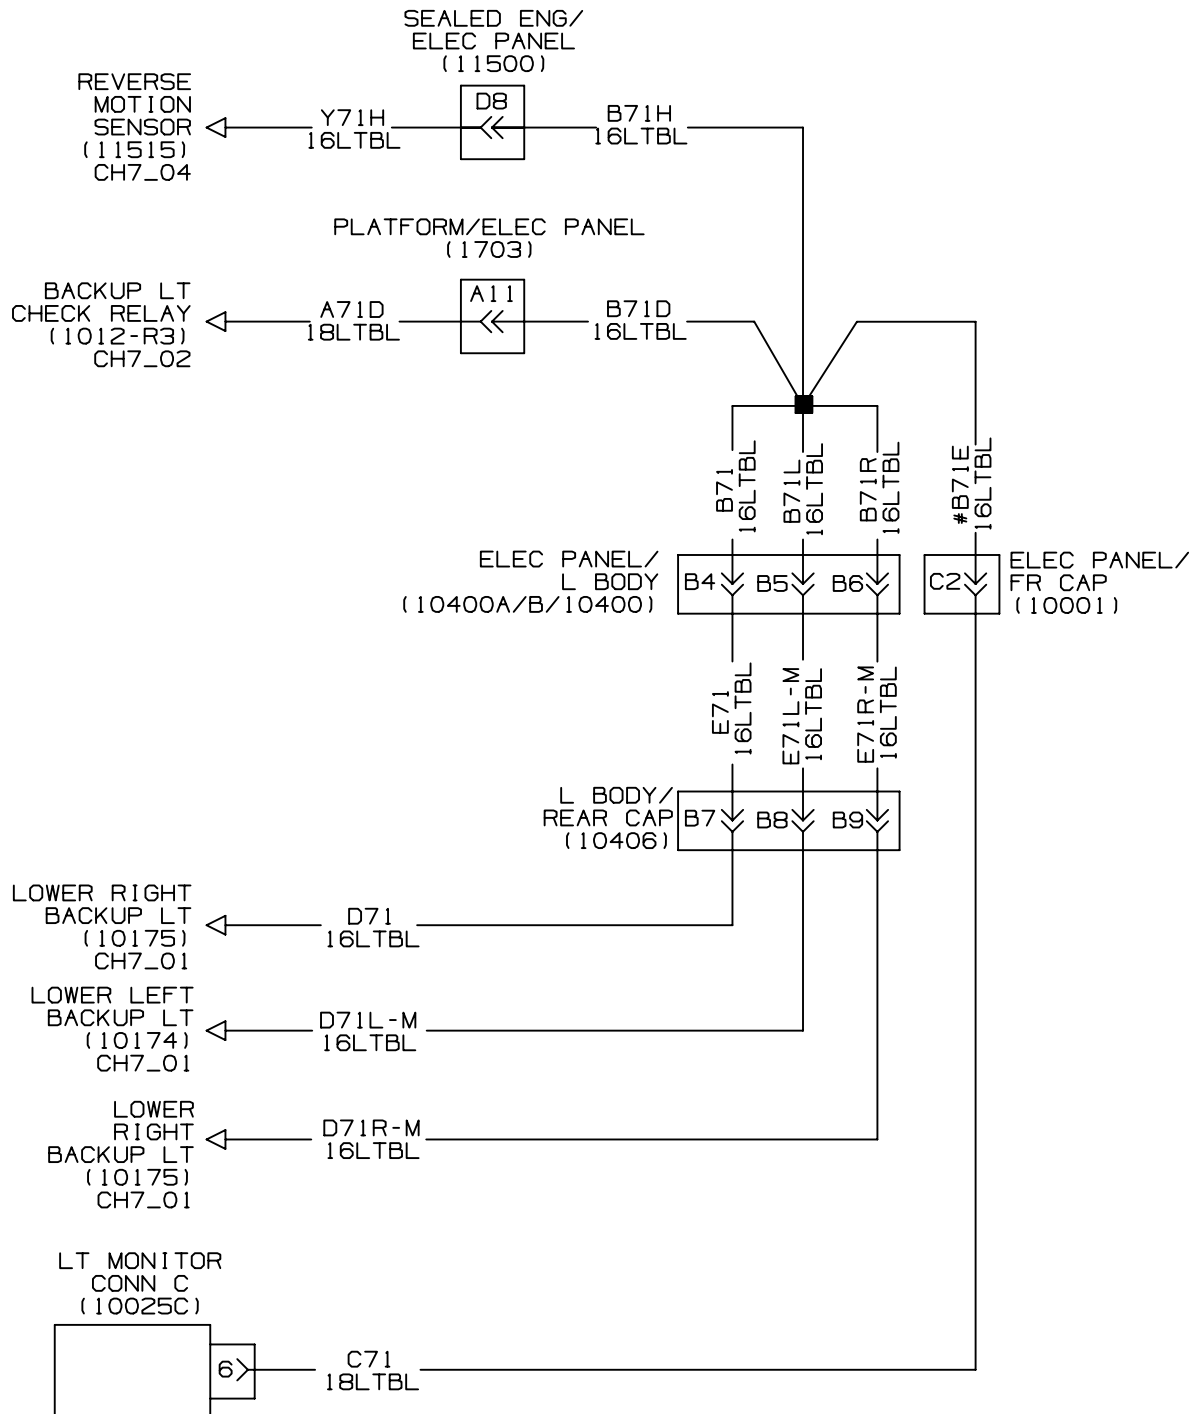 SEALED ENG/
ELEC PANEL
(11500)
REVERSE
MOTION
SENSOR
(11515)
CH7_04
Y71H
16LTBL
D8
B71H
16LTBL
PLATFORM/ELEC PANEL
(1703)
BACKUP LT
CHECK RELAY
(1012-R3)
CH7_02
A71D
18LTBL
A11
B71D
16LTBL
B71
16LTBL
B71L
16LTBL
B71R
16LTBL
#B71E
16LTBL
ELEC PANEL/
L BODY
(10400A/B/10400)
B4
B5
B6
C2
ELEC PANEL/
FR CAP
(10001)
E71
16LTBL
E71L-M
16LTBL
E71R-M
16LTBL
L BODY/
REAR CAP
(10406)
B7
B8
B9
LOWER RIGHT
BACKUP LT
(10175)
CH7_01
D71
16LTBL
LOWER LEFT
BACKUP LT
(10174)
CH7_01
D71L-M
16LTBL
LOWER
RIGHT
BACKUP LT
(10175)
CH7_01
D71R-M
16LTBL
LT MONITOR
CONN C
(10025C)
6
C71
18LTBL